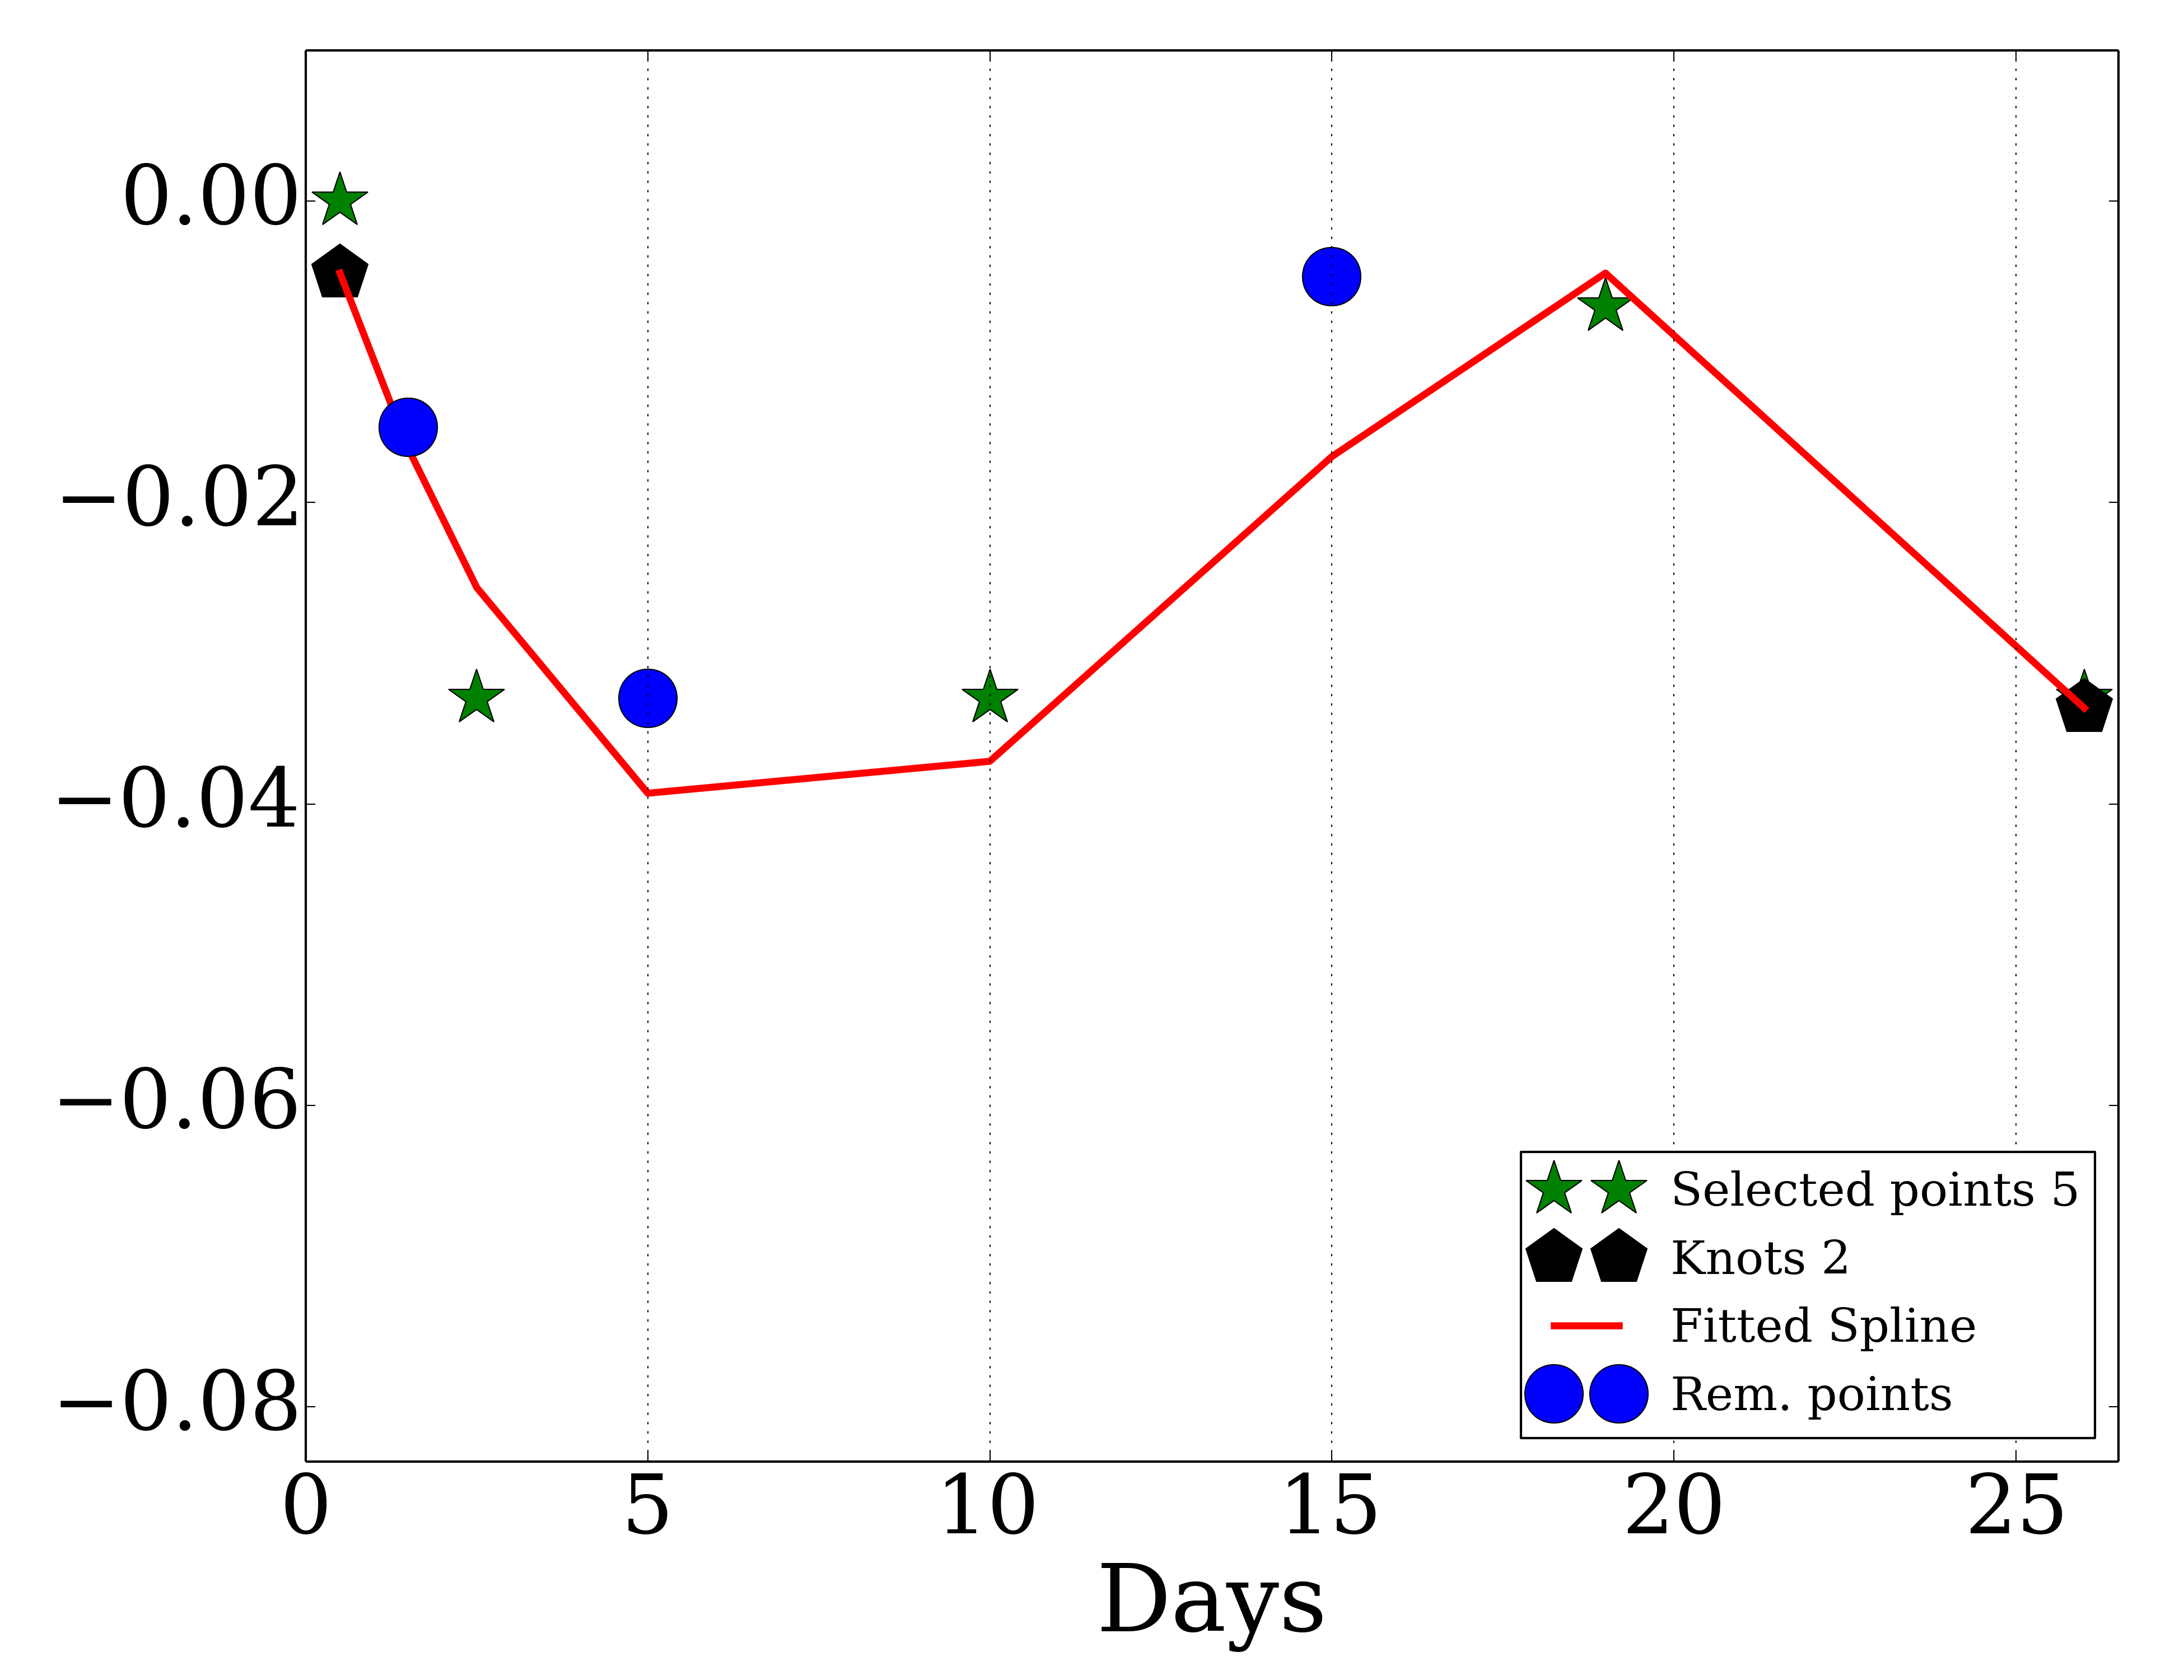 0.00
−0.02
−0.04
−0.06
−0.08
0 5 10 15 20 25
Days
Selected points 5
Knots 2
Fitted Spline
Rem. points